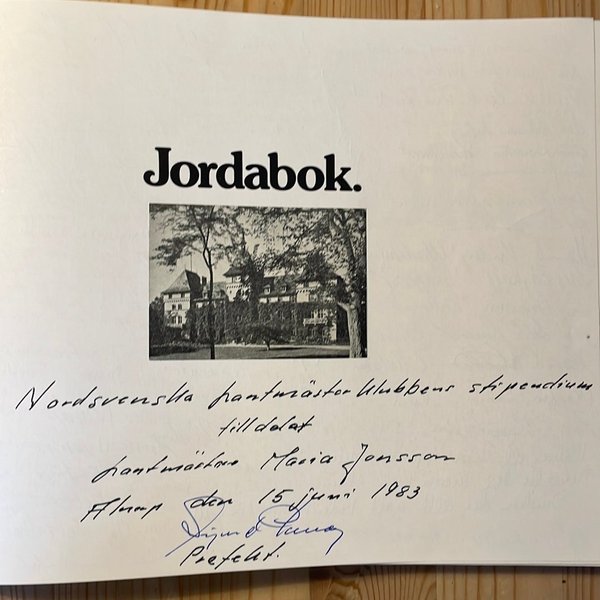 Jordabok.
Nordsvenska Lantmästarklubbens stipendium
tilldelat
Lantmästare Maria Jonsson
Alnarp den 15 juni 1983
Prefekt.